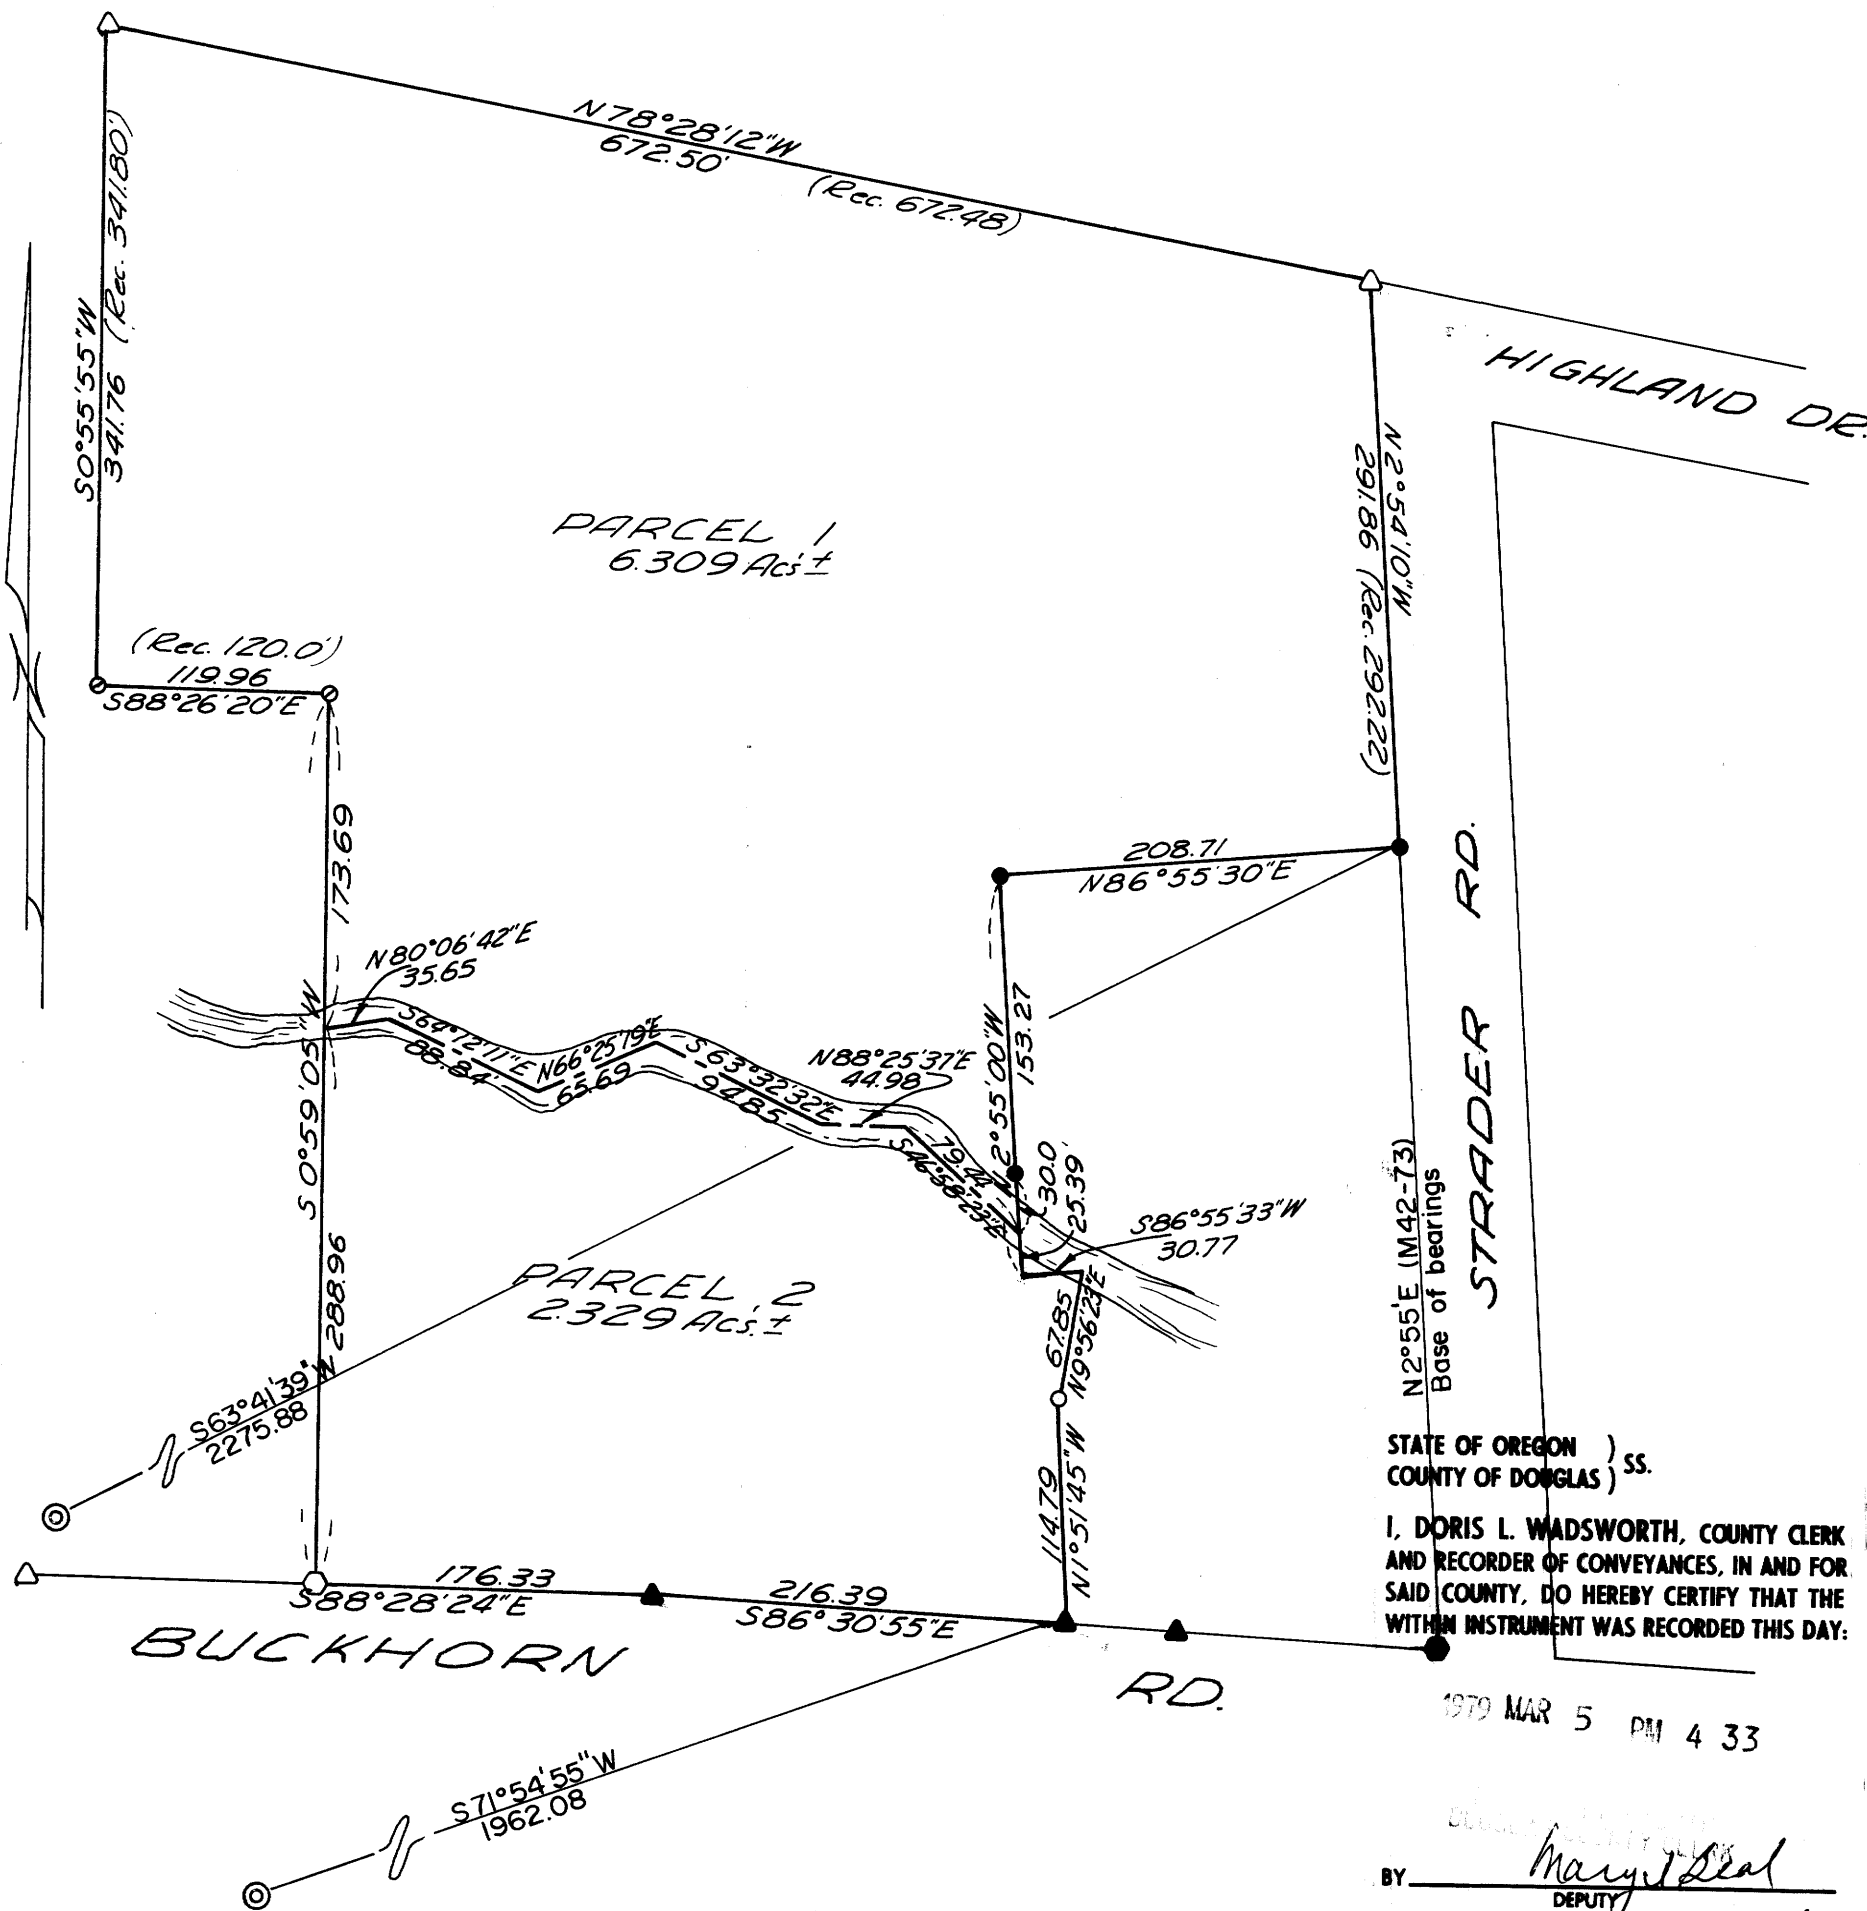 N78°28'12"W
672.50'
(Rec. 672.48)
S0°55'55"W
341.76 (Rec. 341.80')
HIGHLAND DR.
N2°54'10"W
291.86 (Rec. 292.22)
PARCEL 1
6.309 Acs±
(Rec. 120.0')
119.96
S88°26'20"E
173.69
S0°59'05"W
288.96
208.71
N86°55'30"E
STRADER RD.
N80°06'42"E
35.65
S64°12'11"E
88.84'
N66°25'19"E
65.69
S63°32'32"E
94.85
N88°25'37"E
44.98
79.44
S46°58'23"E
N2°55'00"W
153.27
30.0
25.39
S86°55'33"W
30.77
67.85
N9°56'23"E
114.79
N1°51'45"W
N2°55'E (M42-73)
Base of bearings
PARCEL 2
2.329 Acs.±
S63°41'39"W
2275.88
176.33
S88°28'24"E
216.39
S86°30'55"E
BUCKHORN RD.
S71°54'55"W
1962.08
STATE OF OREGON )
COUNTY OF DOUGLAS ) SS.
I, DORIS L. WADSWORTH, COUNTY CLERK
AND RECORDER OF CONVEYANCES, IN AND FOR
SAID COUNTY, DO HEREBY CERTIFY THAT THE
WITHIN INSTRUMENT WAS RECORDED THIS DAY:
1979 MAR 5 PM 4 33
BY
DEPUTY